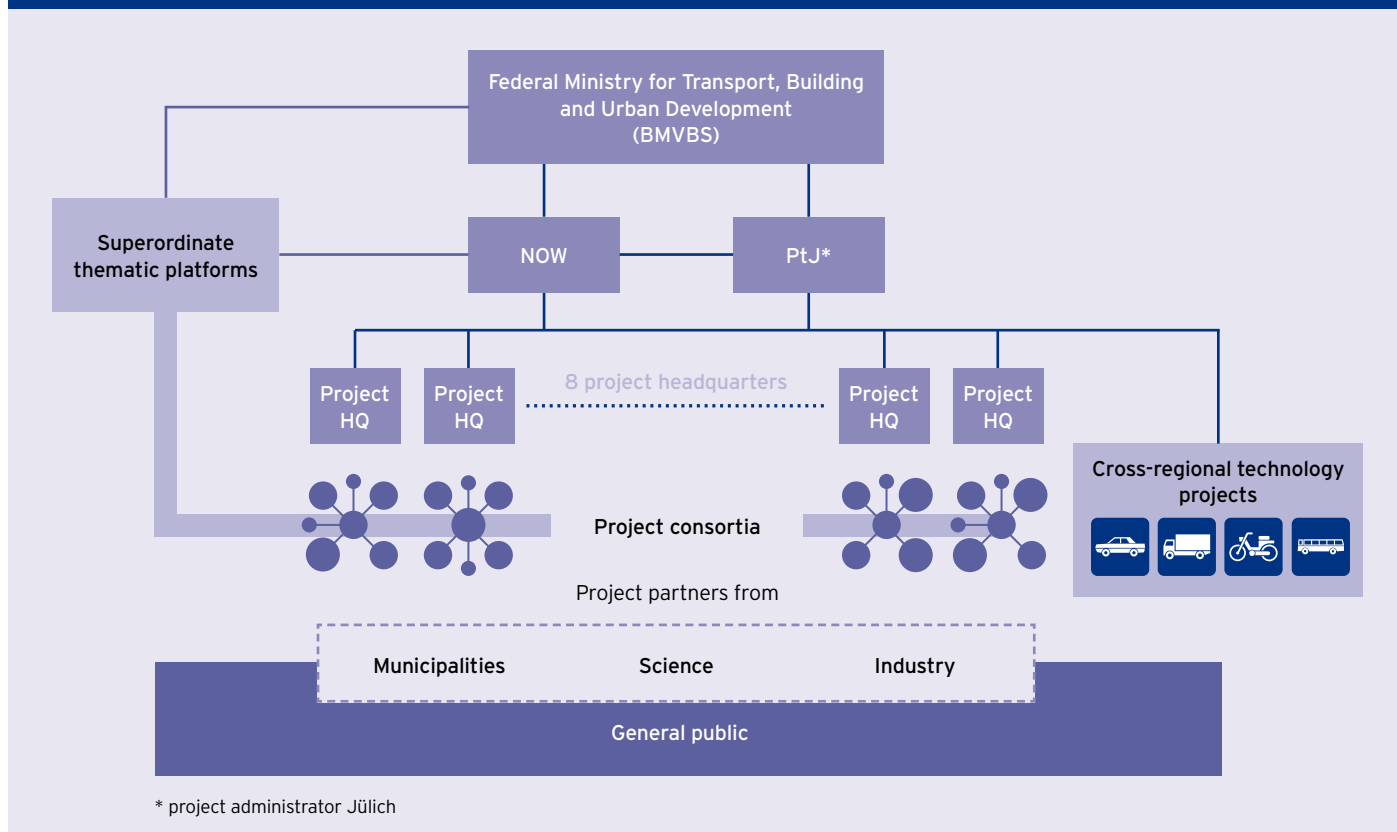 Federal Ministry for Transport, Building
and Urban Development
(BMVBS)
Superordinate
thematic platforms
NOW
PtJ*
Project
HQ
Project
HQ
8 project headquarters
Project
HQ
Project
HQ
Cross-regional technology
projects
Project consortia
Project partners from
Municipalities
Science
Industry
General public
* project administrator Jülich